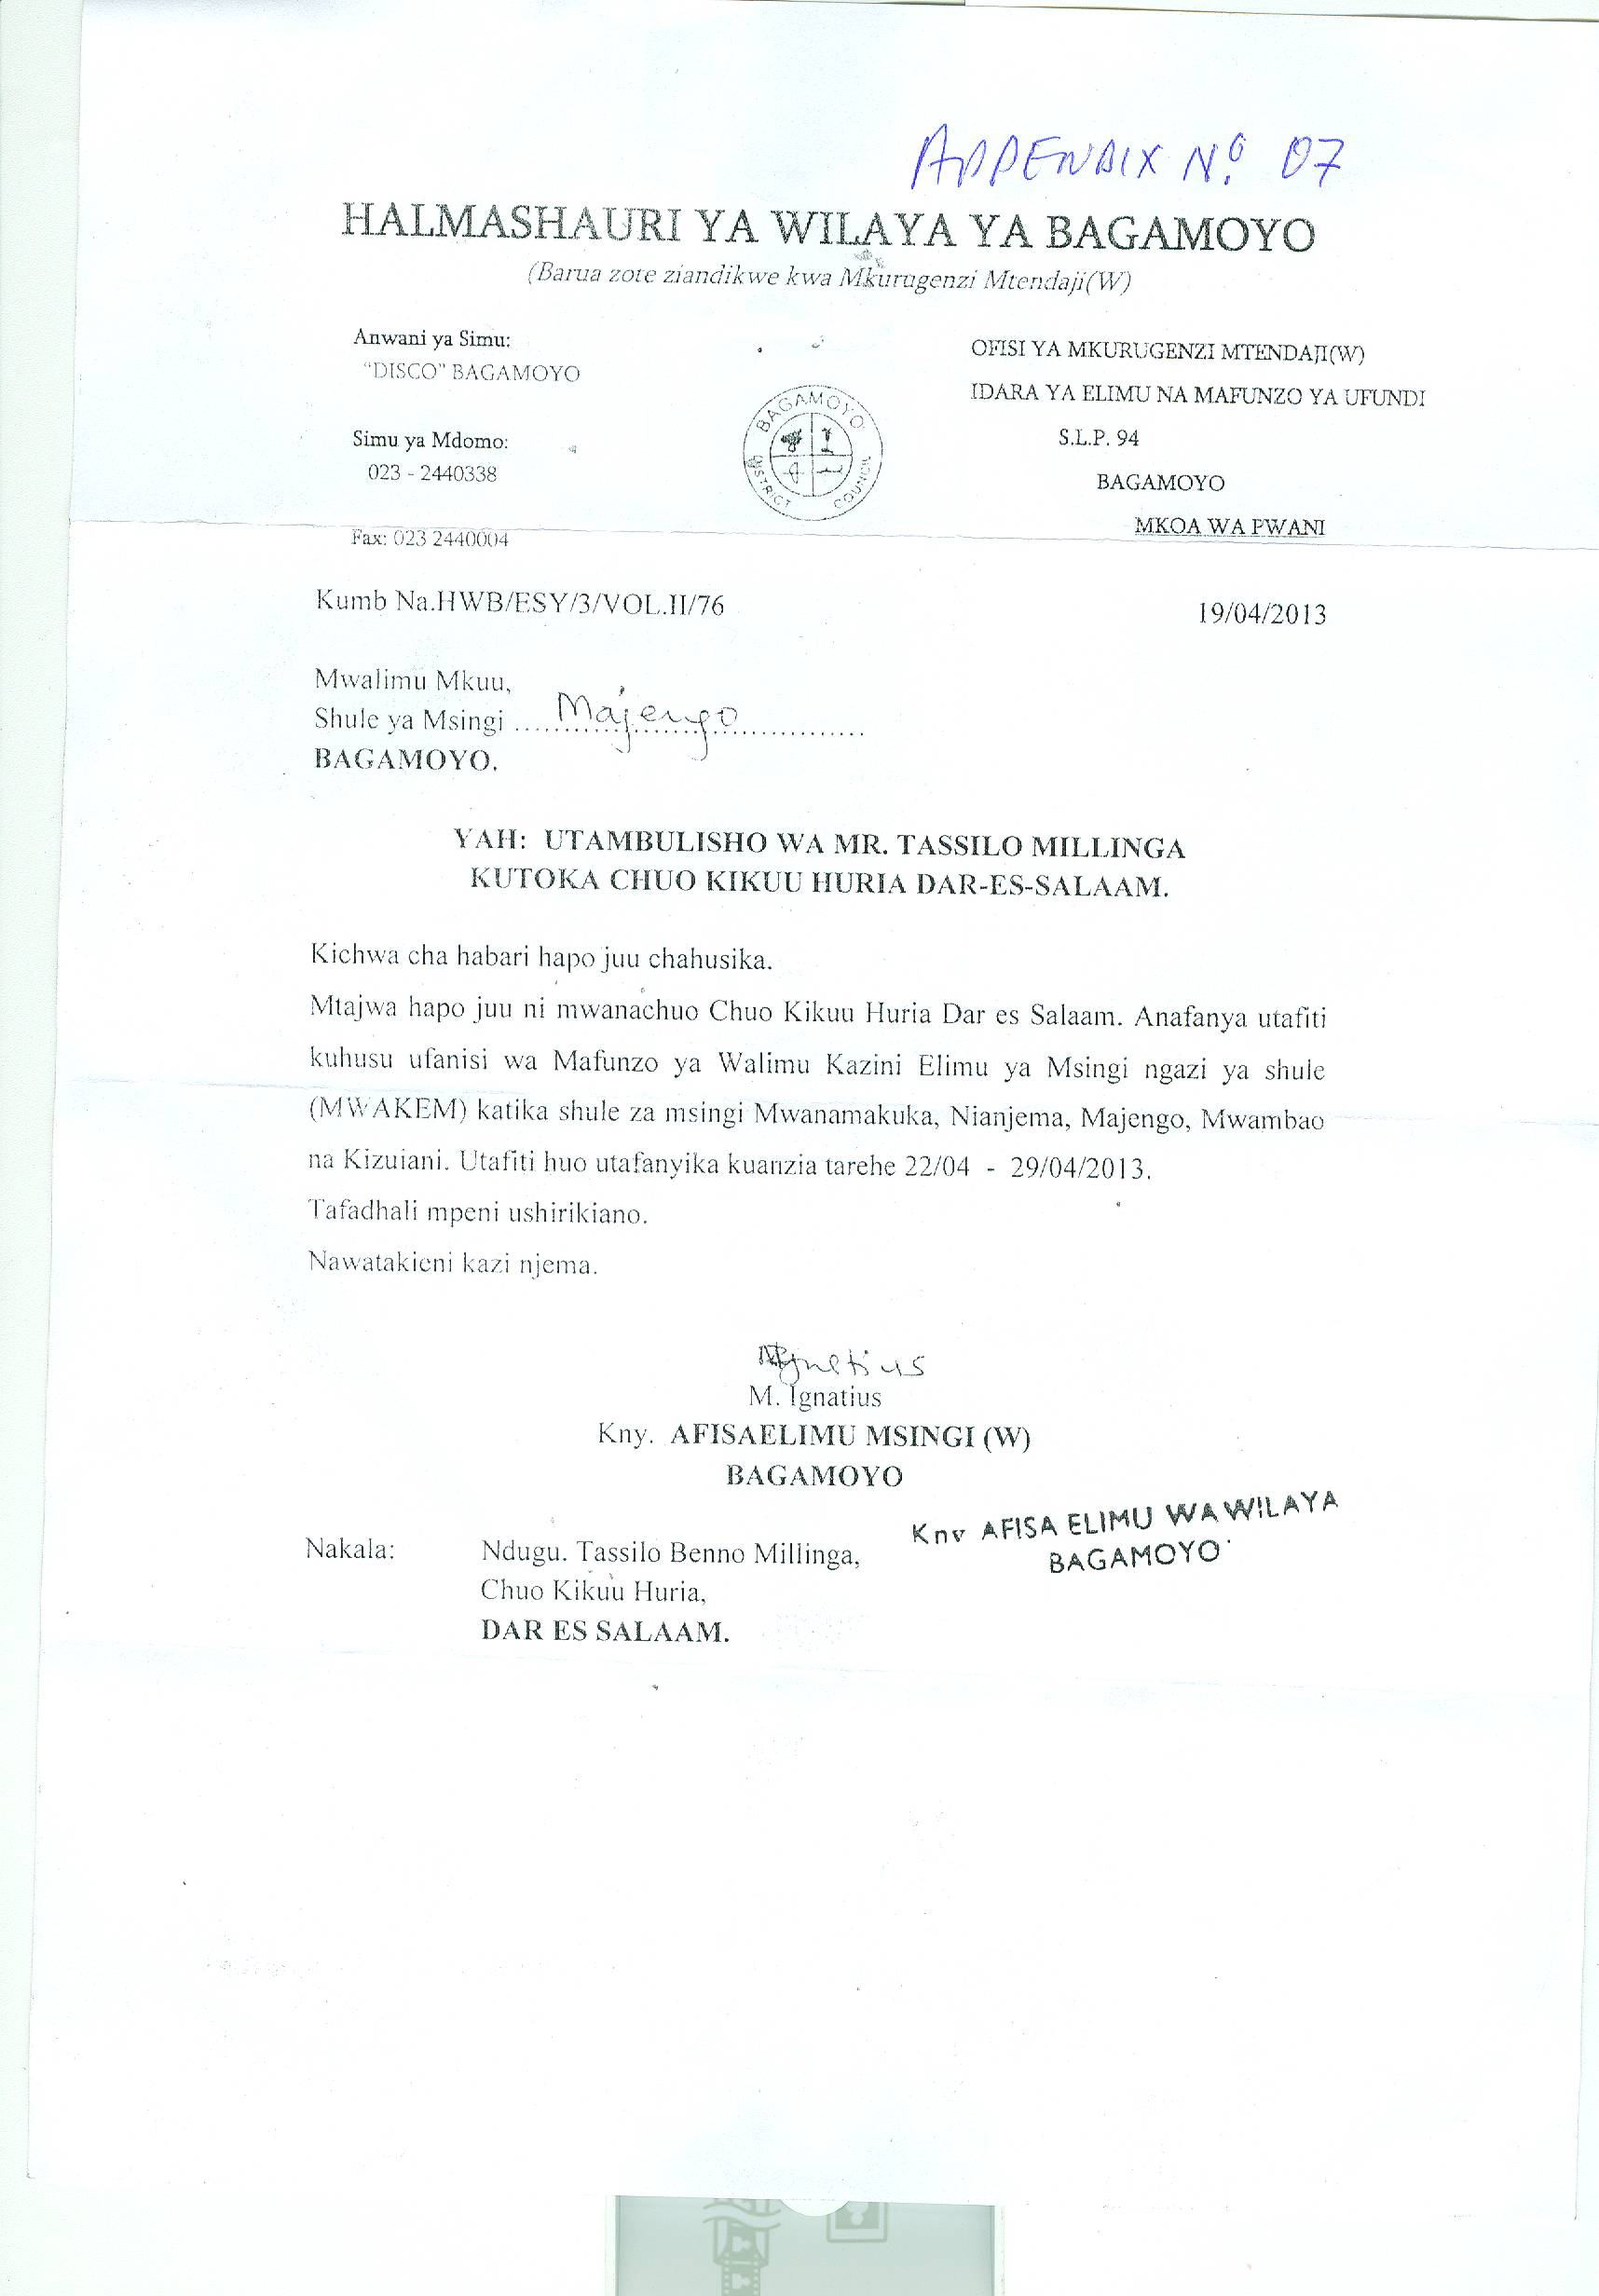 APPENDIX No. 07
HALMASHAURI YA WILAYA YA BAGAMOYO
(Barua zote ziandikwe kwa Mkurugenzi Mtendaji(W)
Anwani ya Simu:
"DISCO" BAGAMOYO
Simu ya Mdomo:
023 - 2440338
Fax: 023 2440004
BAGAMOYO
DISTRICT COUNCIL
OFISI YA MKURUGENZI MTENDAJI(W)
IDARA YA ELIMU NA MAFUNZO YA UFUNDI
S.L.P. 94
BAGAMOYO
MKOA WA PWANI
Kumb Na.HWB/ESY/3/VOL.II/76
19/04/2013
Mwalimu Mkuu,
Shule ya Msingi ........Majengo........
BAGAMOYO.
YAH: UTAMBULISHO WA MR. TASSILO MILLINGA
KUTOKA CHUO KIKUU HURIA DAR-ES-SALAAM.
Kichwa cha habari hapo juu chahusika.
Mtajwa hapo juu ni mwanachuo Chuo Kikuu Huria Dar es Salaam. Anafanya utafiti
kuhusu ufanisi wa Mafunzo ya Walimu Kazini Elimu ya Msingi ngazi ya shule
(MWAKEM) katika shule za msingi Mwanamakuka, Nianjema, Majengo, Mwambao
na Kizuiani. Utafiti huo utafanyika kuanzia tarehe 22/04 - 29/04/2013.
Tafadhali mpeni ushirikiano.
Nawatakieni kazi njema.
Mgnatius
M. Ignatius
Kny. AFISAELIMU MSINGI (W)
BAGAMOYO
Kny AFISA ELIMU WA WILAYA
BAGAMOYO
Nakala: Ndugu. Tassilo Benno Millinga,
Chuo Kikuu Huria,
DAR ES SALAAM.